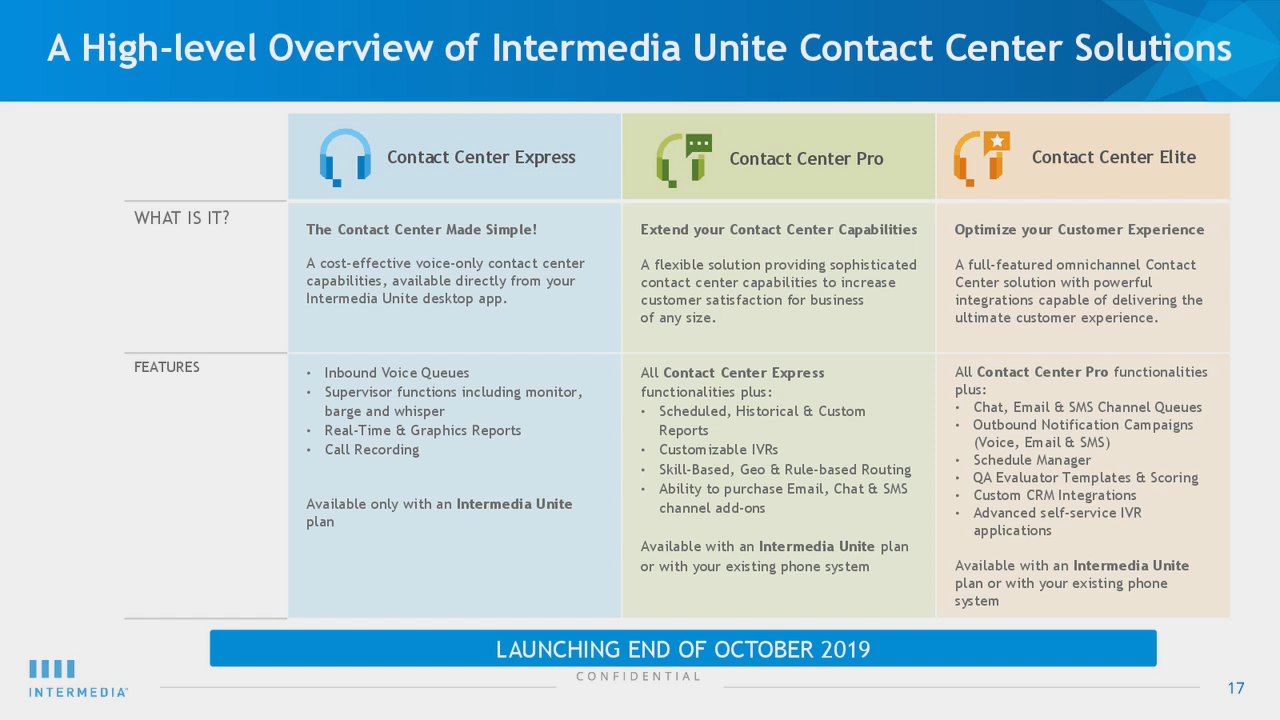 A High-level Overview of Intermedia Unite Contact Center Solutions
Contact Center Express
Contact Center Pro
Contact Center Elite
WHAT IS IT?
The Contact Center Made Simple!
A cost-effective voice-only contact center
capabilities, available directly from your
Intermedia Unite desktop app.
Extend your Contact Center Capabilities
A flexible solution providing sophisticated
contact center capabilities to increase
customer satisfaction for business
of any size.
Optimize your Customer Experience
A full-featured omnichannel Contact
Center solution with powerful
integrations capable of delivering the
ultimate customer experience.
FEATURES
• Inbound Voice Queues
• Supervisor functions including monitor,
barge and whisper
• Real-Time & Graphics Reports
• Call Recording
Available only with an Intermedia Unite
plan
All Contact Center Express
functionalities plus:
• Scheduled, Historical & Custom
Reports
• Customizable IVRs
• Skill-Based, Geo & Rule-based Routing
• Ability to purchase Email, Chat & SMS
channel add-ons
Available with an Intermedia Unite plan
or with your existing phone system
All Contact Center Pro functionalities
plus:
• Chat, Email & SMS Channel Queues
• Outbound Notification Campaigns
(Voice, Email & SMS)
• Schedule Manager
• QA Evaluator Templates & Scoring
• Custom CRM Integrations
• Advanced self-service IVR
applications
Available with an Intermedia Unite
plan or with your existing phone
system
LAUNCHING END OF OCTOBER 2019
INTERMEDIA
CONFIDENTIAL
17